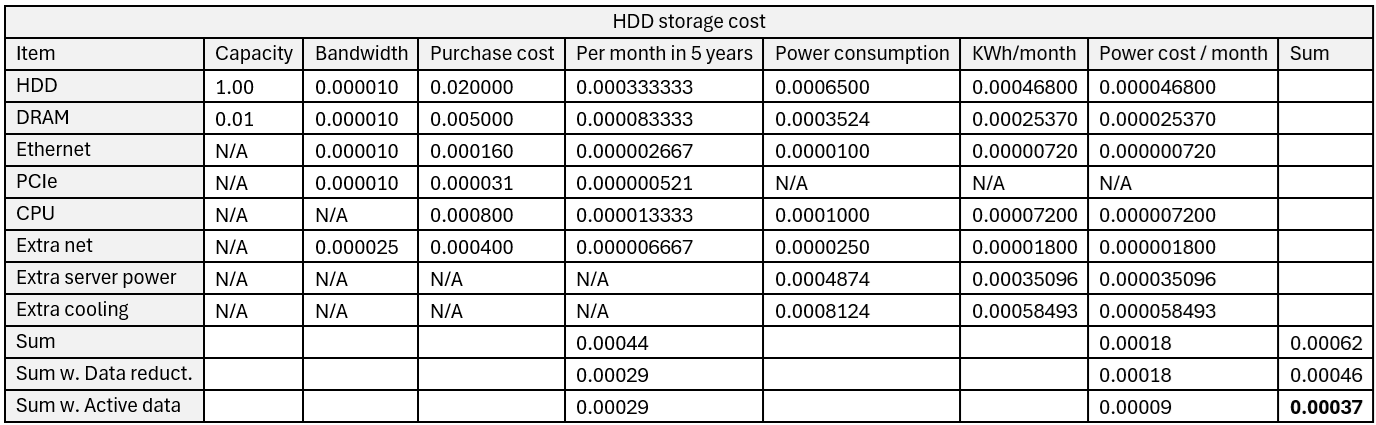 HDD storage cost
Item Capacity Bandwidth Purchase cost Per month in 5 years Power consumption KWh/month Power cost / month Sum
HDD 1.00 0.000010 0.020000 0.000333333 0.0006500 0.00046800 0.000046800
DRAM 0.01 0.000010 0.005000 0.000083333 0.0003524 0.00025370 0.000025370
Ethernet N/A 0.000010 0.000160 0.000002667 0.0000100 0.00000720 0.000000720
PCIe N/A 0.000010 0.000031 0.000000521 N/A N/A N/A
CPU N/A N/A 0.000800 0.000013333 0.0001000 0.00007200 0.000007200
Extra net N/A 0.000025 0.000400 0.000006667 0.0000250 0.00001800 0.000001800
Extra server power N/A N/A N/A N/A 0.0004874 0.00035096 0.000035096
Extra cooling N/A N/A N/A N/A 0.0008124 0.00058493 0.000058493
Sum 0.00044 0.00018 0.00062
Sum w. Data reduct. 0.00029 0.00018 0.00046
Sum w. Active data 0.00029 0.00009 0.00037